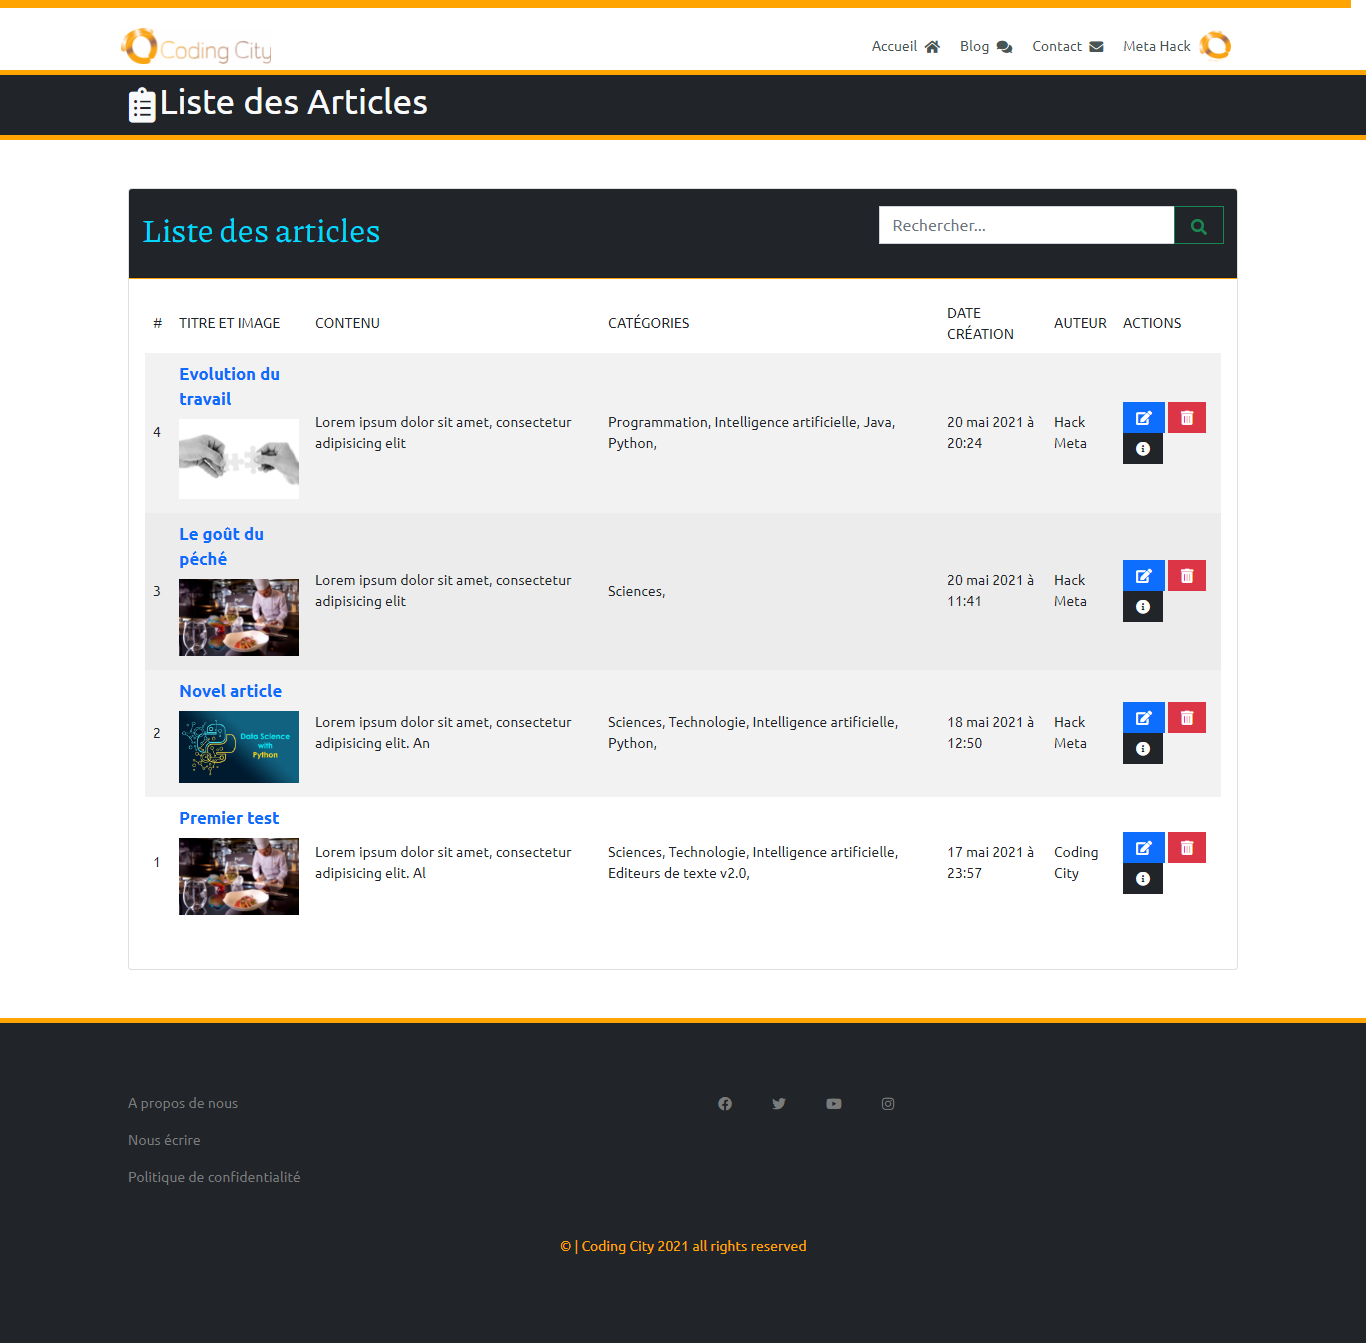 Coding City
Accueil Blog Contact Meta Hack
Liste des Articles
Liste des articles
Rechercher...
# TITRE ET IMAGE CONTENU CATÉGORIES DATE CRÉATION AUTEUR ACTIONS
Evolution du
travail
4
Lorem ipsum dolor sit amet, consectetur
adipisicing elit
Programmation, Intelligence artificielle, Java,
Python,
20 mai 2021 à
20:24
Hack
Meta
Le goût du
péché
3
Lorem ipsum dolor sit amet, consectetur
adipisicing elit
Sciences,
20 mai 2021 à
11:41
Hack
Meta
Novel article
2
Data Science
with
Python
Lorem ipsum dolor sit amet, consectetur
adipisicing elit. An
Sciences, Technologie, Intelligence artificielle,
Python,
18 mai 2021 à
12:50
Hack
Meta
Premier test
1
Lorem ipsum dolor sit amet, consectetur
adipisicing elit. Al
Sciences, Technologie, Intelligence artificielle,
Editeurs de texte v2.0,
17 mai 2021 à
23:57
Coding
City
A propos de nous
Nous écrire
Politique de confidentialité
© | Coding City 2021 all rights reserved